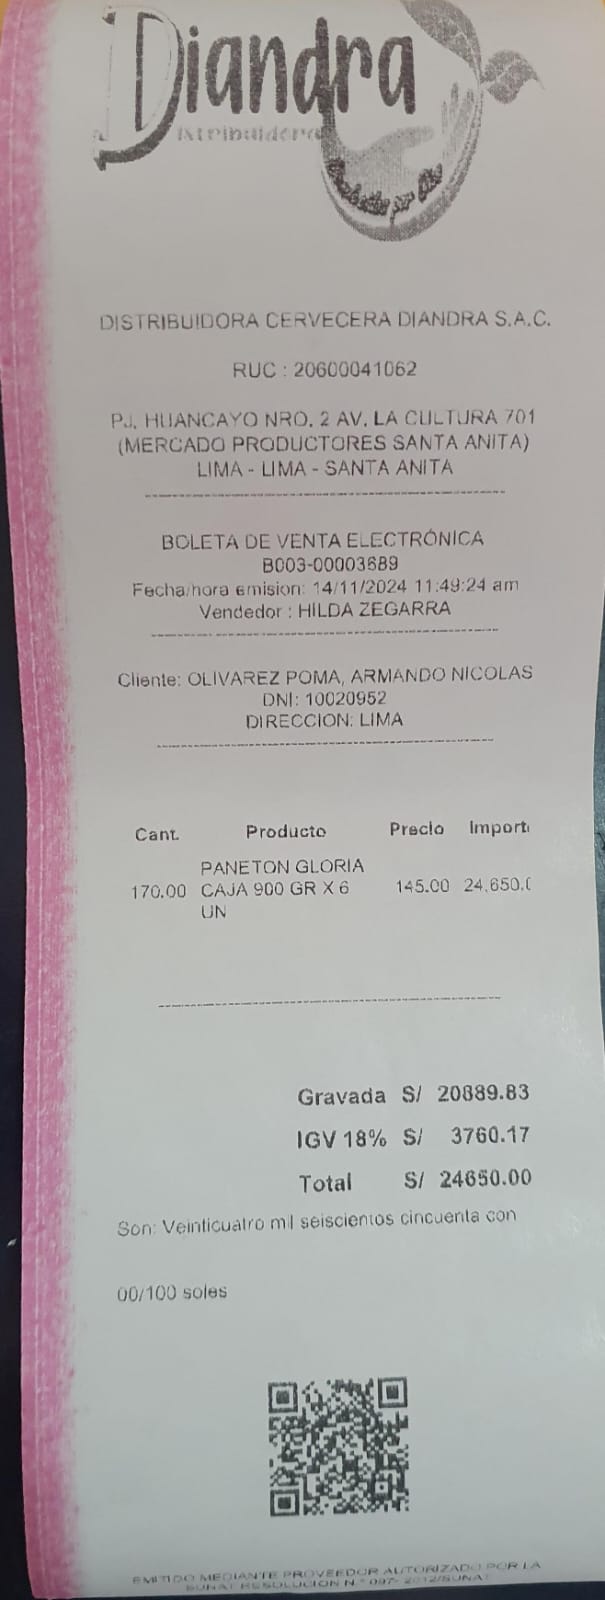 Diandra
Distribuidora
DISTRIBUIDORA CERVECERA DIANDRA S.A.C.
RUC : 20600041062
PJ. HUANCAYO NRO. 2 AV. LA CULTURA 701
(MERCADO PRODUCTORES SANTA ANITA)
LIMA - LIMA - SANTA ANITA
BOLETA DE VENTA ELECTRÓNICA
B003-00003689
Fecha/hora emision: 14/11/2024 11:49:24 am
Vendedor : HILDA ZEGARRA
Cliente: OLIVAREZ POMA, ARMANDO NICOLAS
DNI: 10020952
DIRECCION: LIMA
Cant. Producto Precio Import
PANETON GLORIA
170.00 CAJA 900 GR X 6 145.00 24,650.0
UN
Gravada S/ 20889.83
IGV 18% S/ 3760.17
Total S/ 24650.00
Son: Veinticuatro mil seiscientos cincuenta con
00/100 soles
EMITIDO MEDIANTE PROVEEDOR AUTORIZADO POR LA
SUNAT RESOLUCION N.° 097- 2012/SUNAT